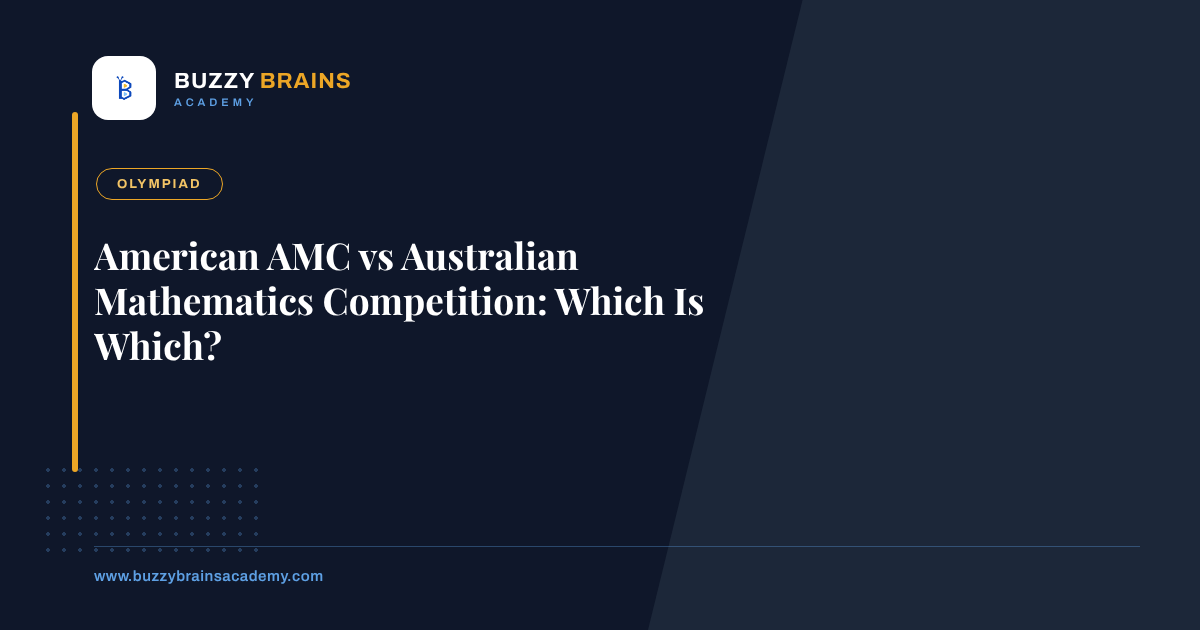 BUZZY BRAINS
ACADEMY
OLYMPIAD
American AMC vs Australian
Mathematics Competition: Which Is
Which?
www.buzzybrainsacademy.com